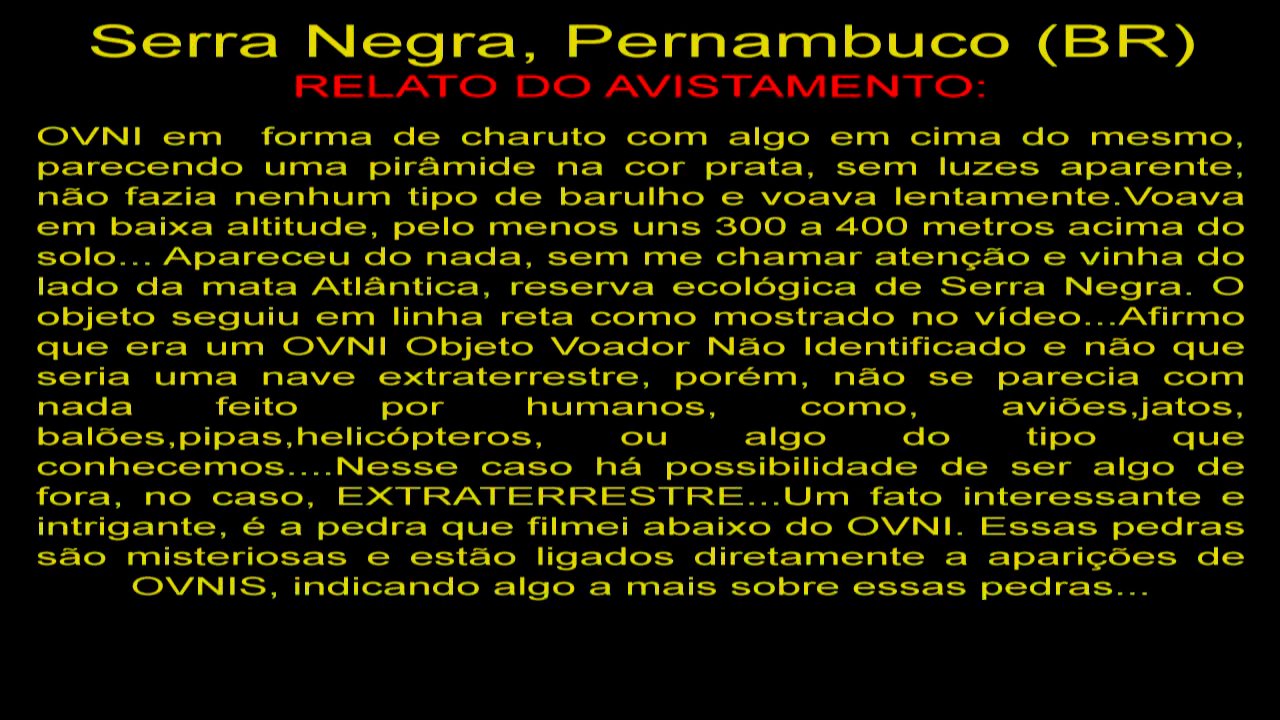 Serra Negra, Pernambuco (BR)
RELATO DO AVISTAMENTO:
OVNI em forma de charuto com algo em cima do mesmo,
parecendo uma pirâmide na cor prata, sem luzes aparente,
não fazia nenhum tipo de barulho e voava lentamente.Voava
em baixa altitude, pelo menos uns 300 a 400 metros acima do
solo... Apareceu do nada, sem me chamar atenção e vinha do
lado da mata Atlântica, reserva ecológica de Serra Negra. O
objeto seguiu em linha reta como mostrado no vídeo...Afirmo
que era um OVNI Objeto Voador Não Identificado e não que
seria uma nave extraterrestre, porém, não se parecia com
nada feito por humanos, como, aviões,jatos,
balões,pipas,helicópteros, ou algo do tipo que
conhecemos....Nesse caso há possibilidade de ser algo de
fora, no caso, EXTRATERRESTRE...Um fato interessante e
intrigante, é a pedra que filmei abaixo do OVNI. Essas pedras
são misteriosas e estão ligados diretamente a aparições de
OVNIS, indicando algo a mais sobre essas pedras...